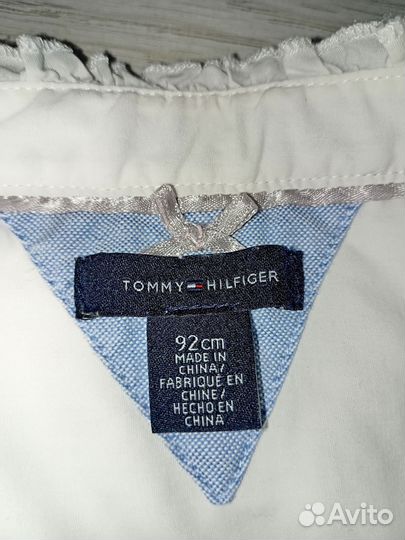 TOMMY HILFIGER
92cm
MADE IN
CHINA/
FABRIQUÉ EN
CHINE/
HECHO EN
CHINA
Avito